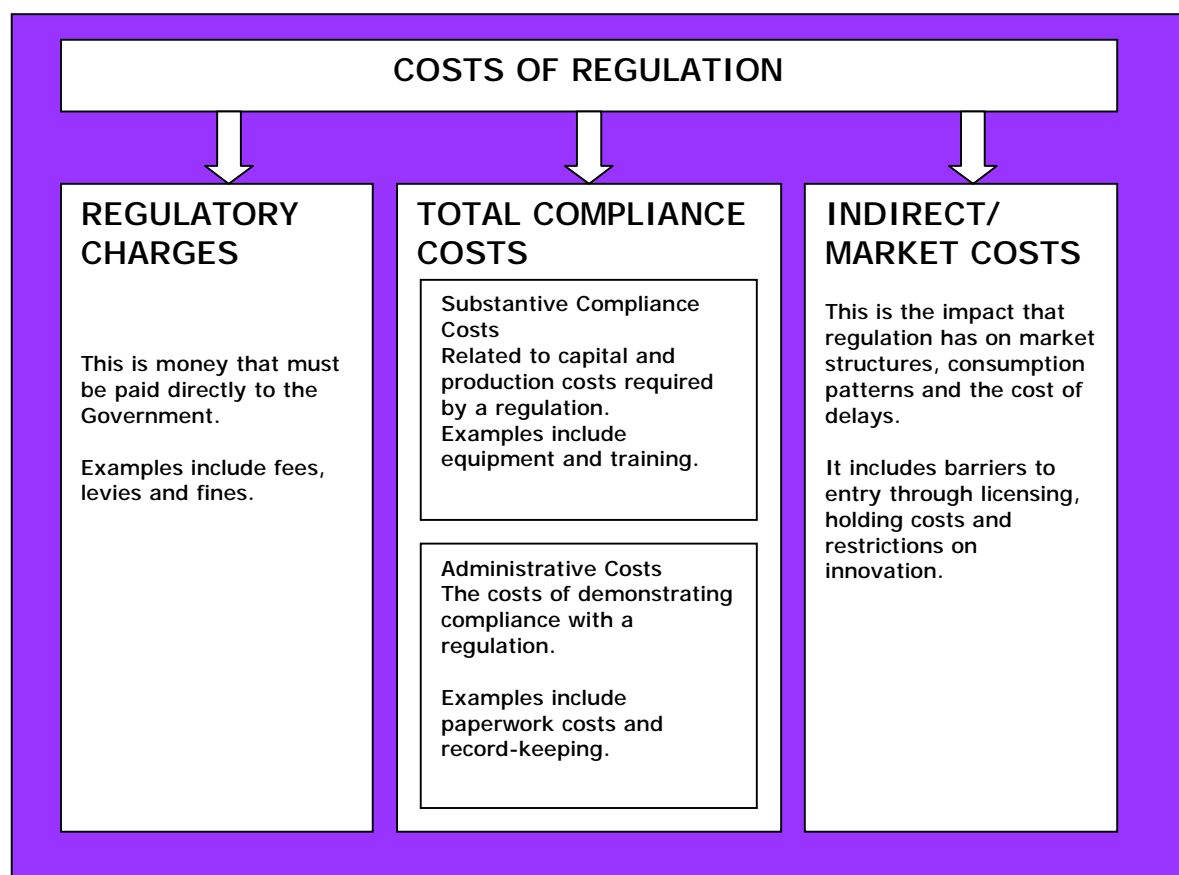 COSTS OF REGULATION
REGULATORY
CHARGES
This is money that must
be paid directly to the
Government.
Examples include fees,
levies and fines.
TOTAL COMPLIANCE
COSTS
Substantive Compliance
Costs
Related to capital and
production costs required
by a regulation.
Examples include
equipment and training.
Administrative Costs
The costs of demonstrating
compliance with a
regulation.
Examples include
paperwork costs and
record-keeping.
INDIRECT/
MARKET COSTS
This is the impact that
regulation has on market
structures, consumption
patterns and the cost of
delays.
It includes barriers to
entry through licensing,
holding costs and
restrictions on
innovation.